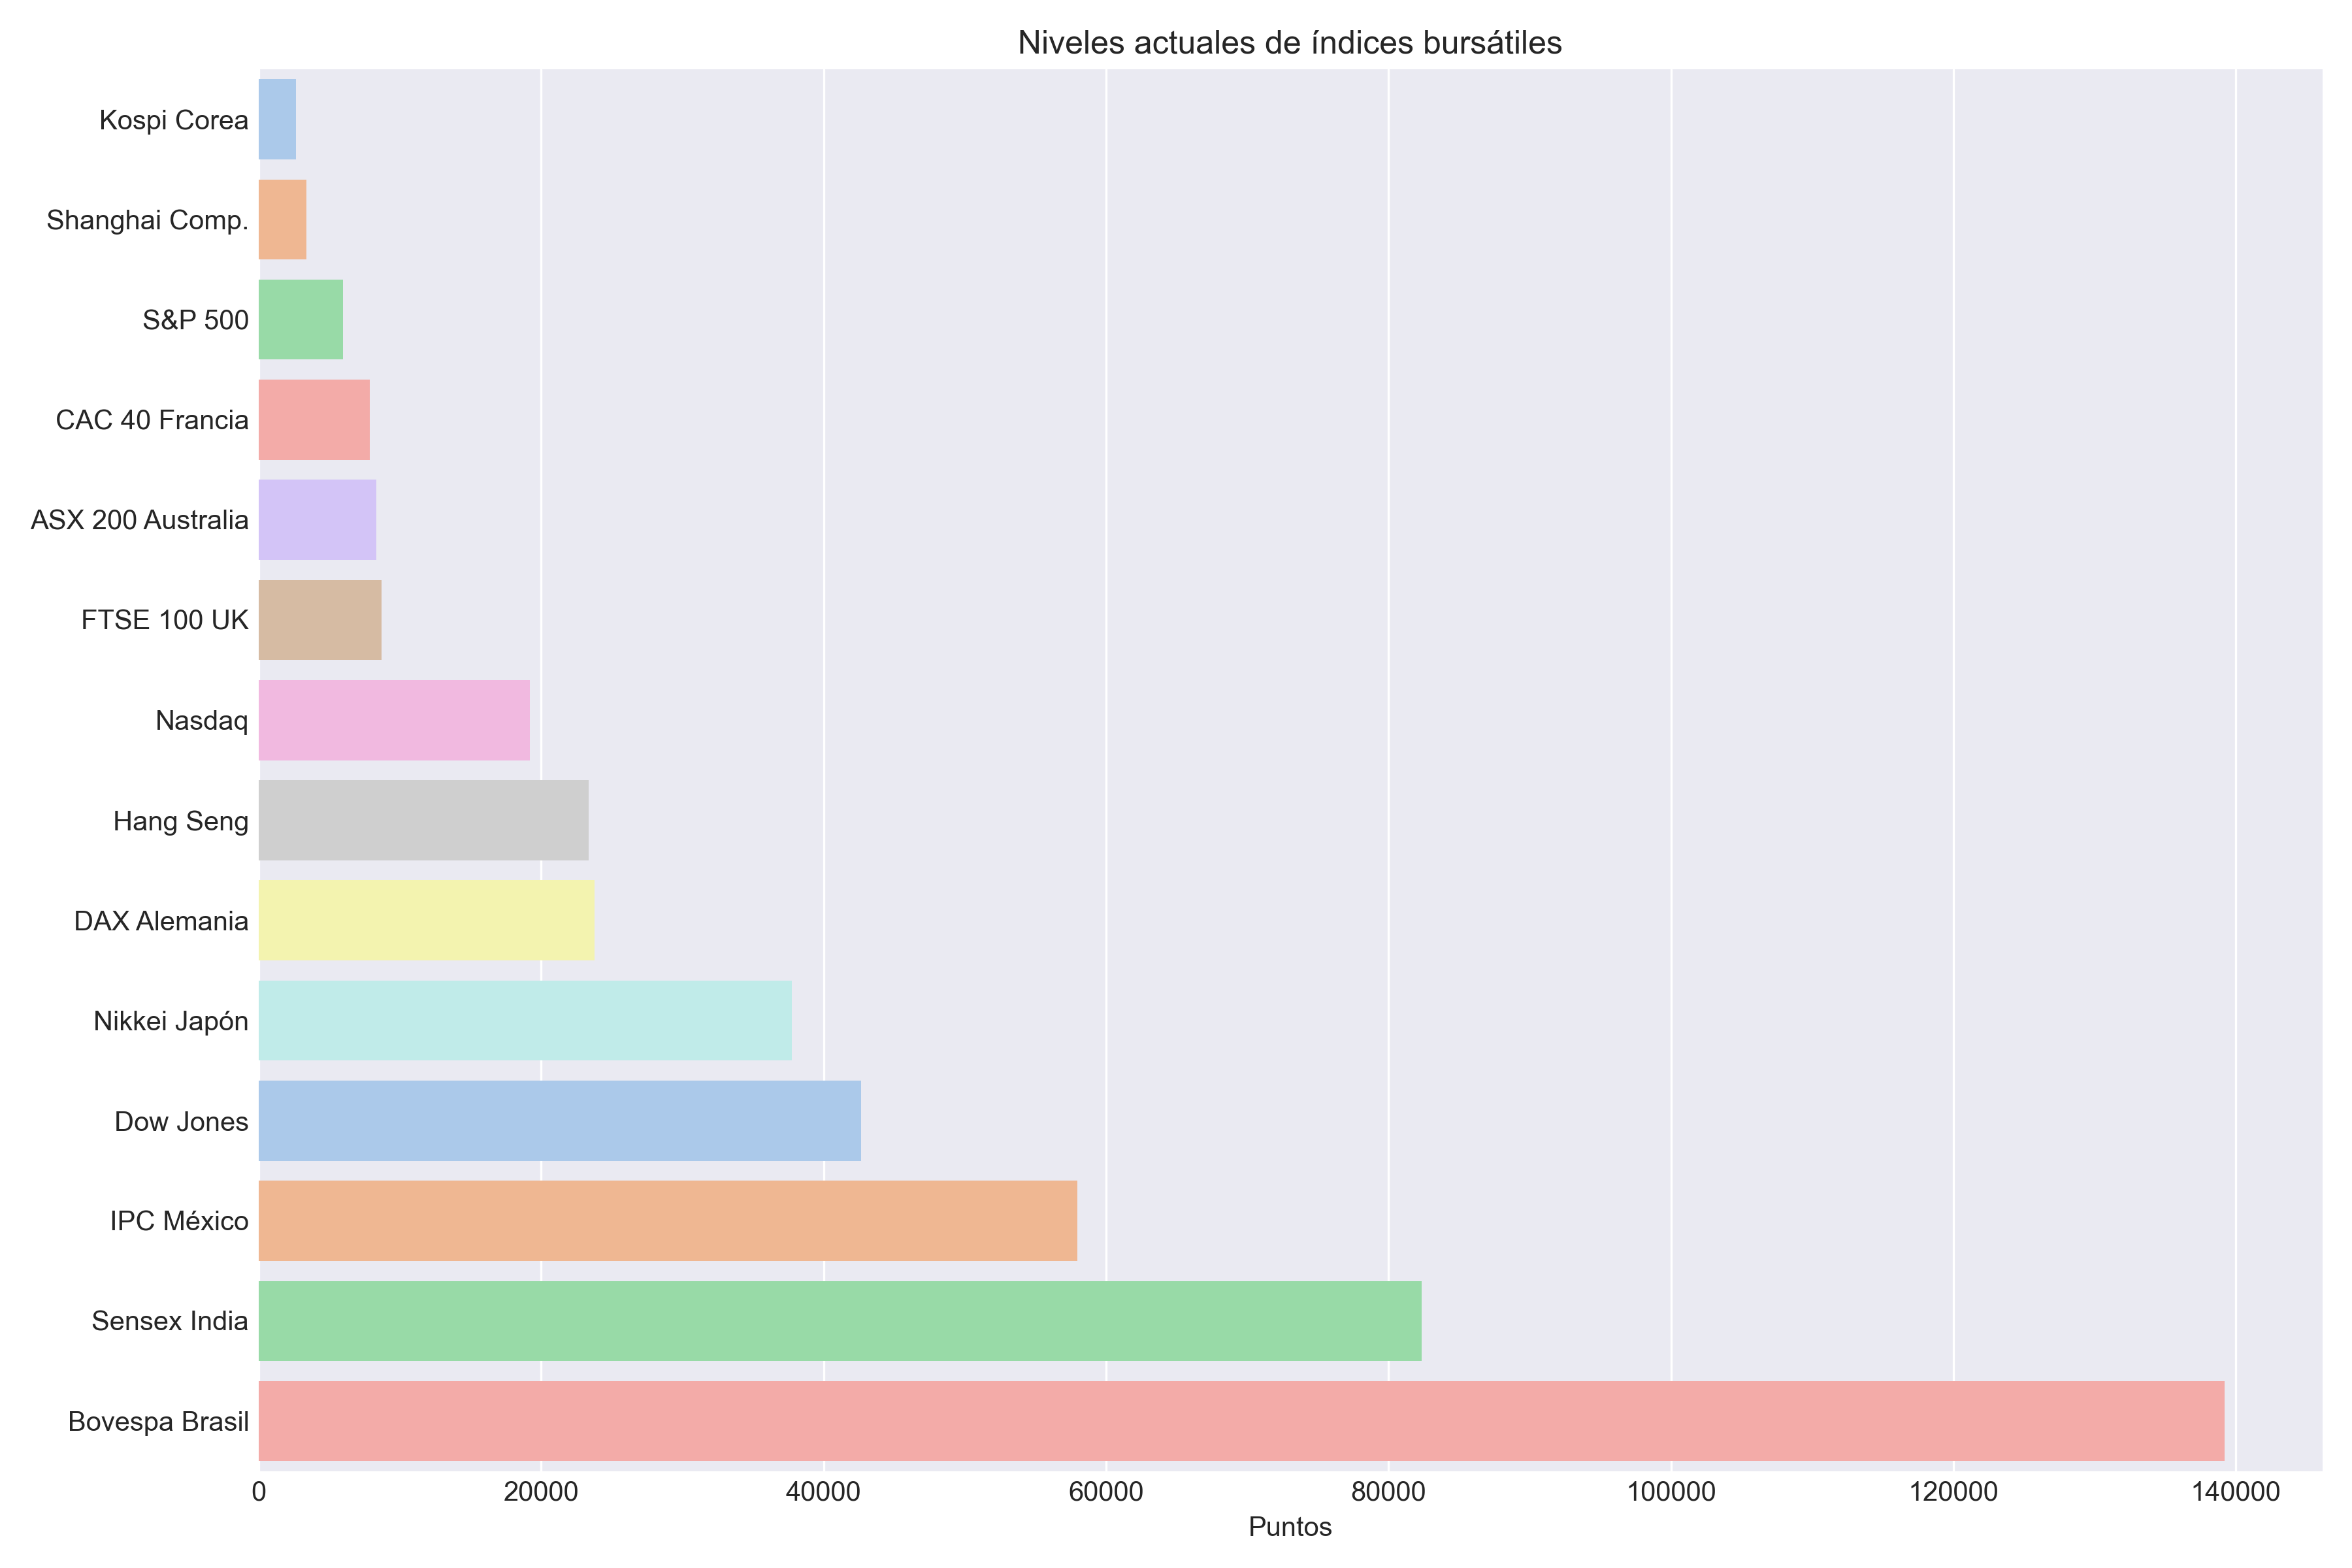 Niveles actuales de índices bursátiles
Kospi Corea
Shanghai Comp.
S&P 500
CAC 40 Francia
ASX 200 Australia
FTSE 100 UK
Nasdaq
Hang Seng
DAX Alemania
Nikkei Japón
Dow Jones
IPC México
Sensex India
Bovespa Brasil
0 20000 40000 60000 80000 100000 120000 140000
Puntos